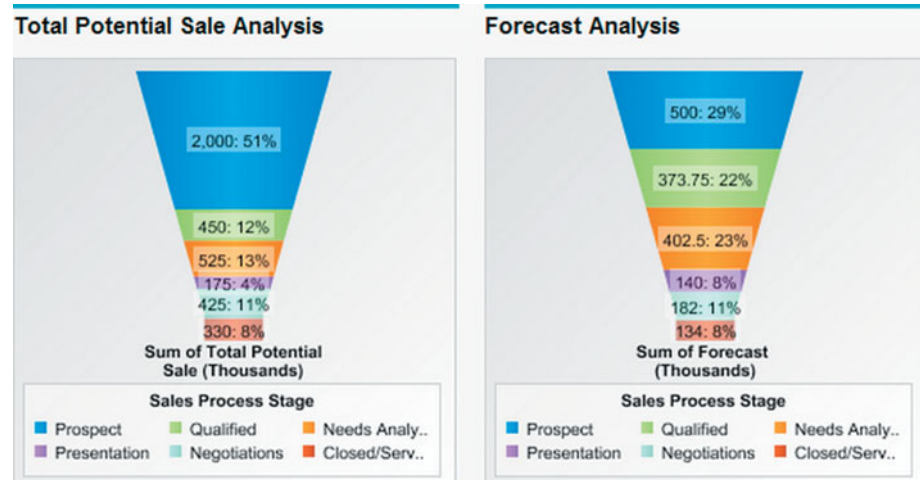 Total Potential Sale Analysis
2,000: 51%
450: 12%
525: 13%
175: 4%
425: 11%
330: 8%
Sum of Total Potential
Sale (Thousands)
Sales Process Stage
Prospect Qualified Needs Analy..
Presentation Negotiations Closed/Serv..
Forecast Analysis
500: 29%
373.75: 22%
402.5: 23%
140: 8%
182: 11%
134: 8%
Sum of Forecast
(Thousands)
Sales Process Stage
Prospect Qualified Needs Analy..
Presentation Negotiations Closed/Serv..